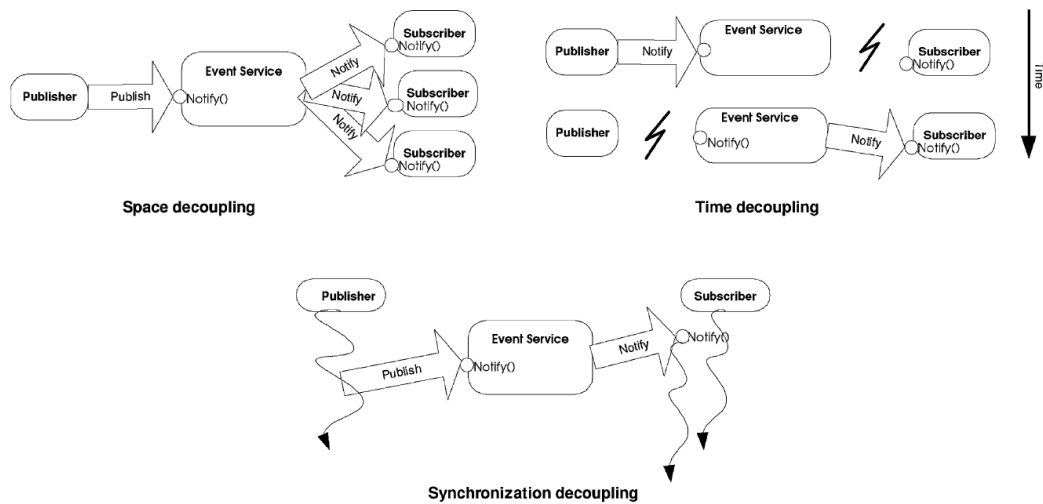 Publisher
Publish
Event Service
Notify()
Notify
Notify
Notify
Subscriber
Notify()
Subscriber
Notify()
Subscriber
Notify()
Space decoupling
Publisher
Notify
Event Service
Subscriber
Notify()
Time
Publisher
Event Service
Notify()
Notify
Subscriber
Notify()
Time decoupling
Publisher
Publish
Event Service
Notify()
Notify
Subscriber
Notify()
Synchronization decoupling